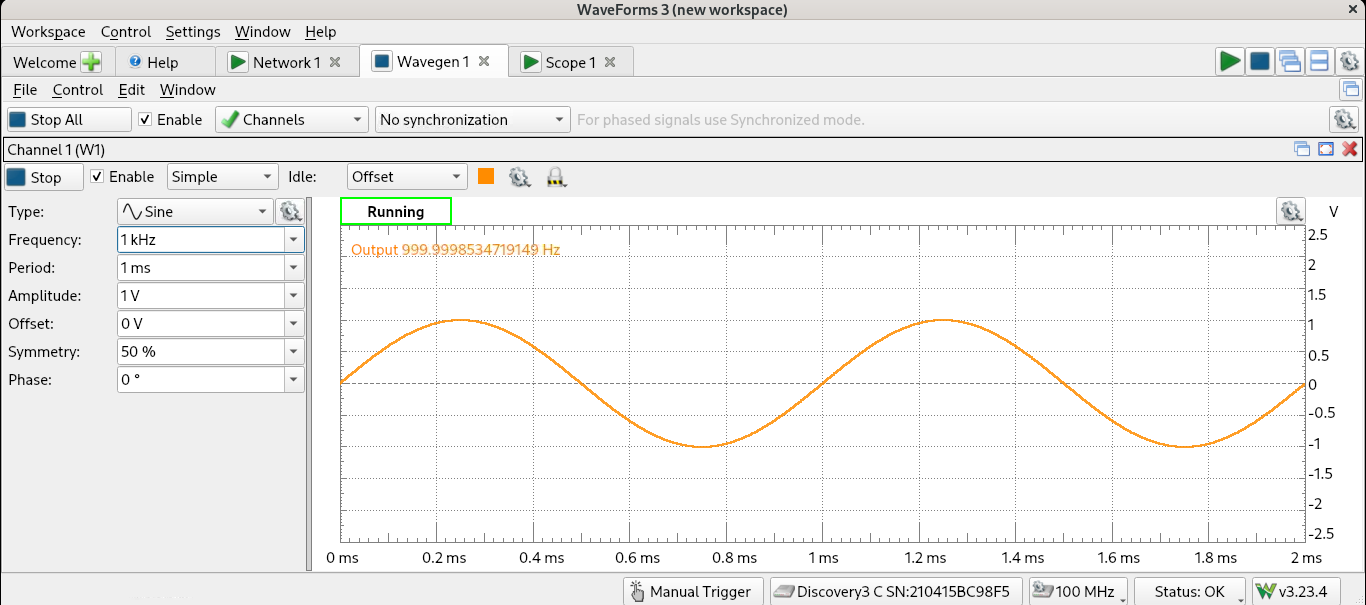 WaveForms 3 (new workspace)
Workspace Control Settings Window Help
Welcome Help Network 1 Wavegen 1 Scope 1
File Control Edit Window
Stop All Enable Channels No synchronization For phased signals use Synchronized mode.
Channel 1 (W1)
Stop Enable Simple Idle: Offset
Type: Sine Running V
Frequency: 1 kHz
Output 999.9998534719149 Hz
Period: 1 ms
Amplitude: 1 V
Offset: 0 V
Symmetry: 50 %
Phase: 0 °
2.5
2
1.5
1
0.5
0
-0.5
-1
-1.5
-2
-2.5
0 ms 0.2 ms 0.4 ms 0.6 ms 0.8 ms 1 ms 1.2 ms 1.4 ms 1.6 ms 1.8 ms 2 ms
Manual Trigger Discovery3 C SN:210415BC98F5 100 MHz Status: OK v3.23.4